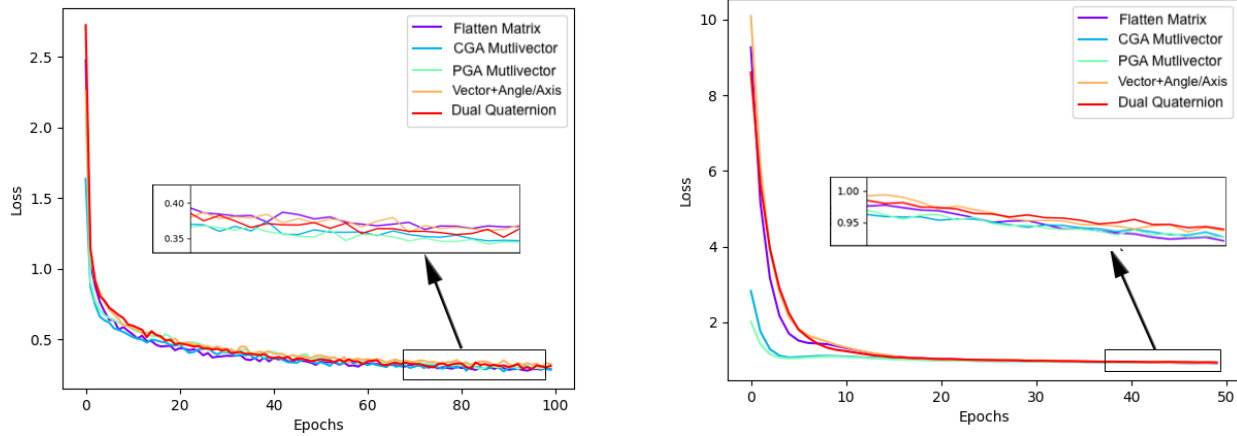 2.5
2.0
1.5
1.0
0.5
Loss
0
20
40
60
80
100
Epochs
Flatten Matrix
CGA Mutlivector
PGA Mutlivector
Vector+Angle/Axis
Dual Quaternion
0.40
0.35
10
8
6
4
2
Loss
0
10
20
30
40
50
Epochs
Flatten Matrix
CGA Mutlivector
PGA Mutlivector
Vector+Angle/Axis
Dual Quaternion
1.00
0.95